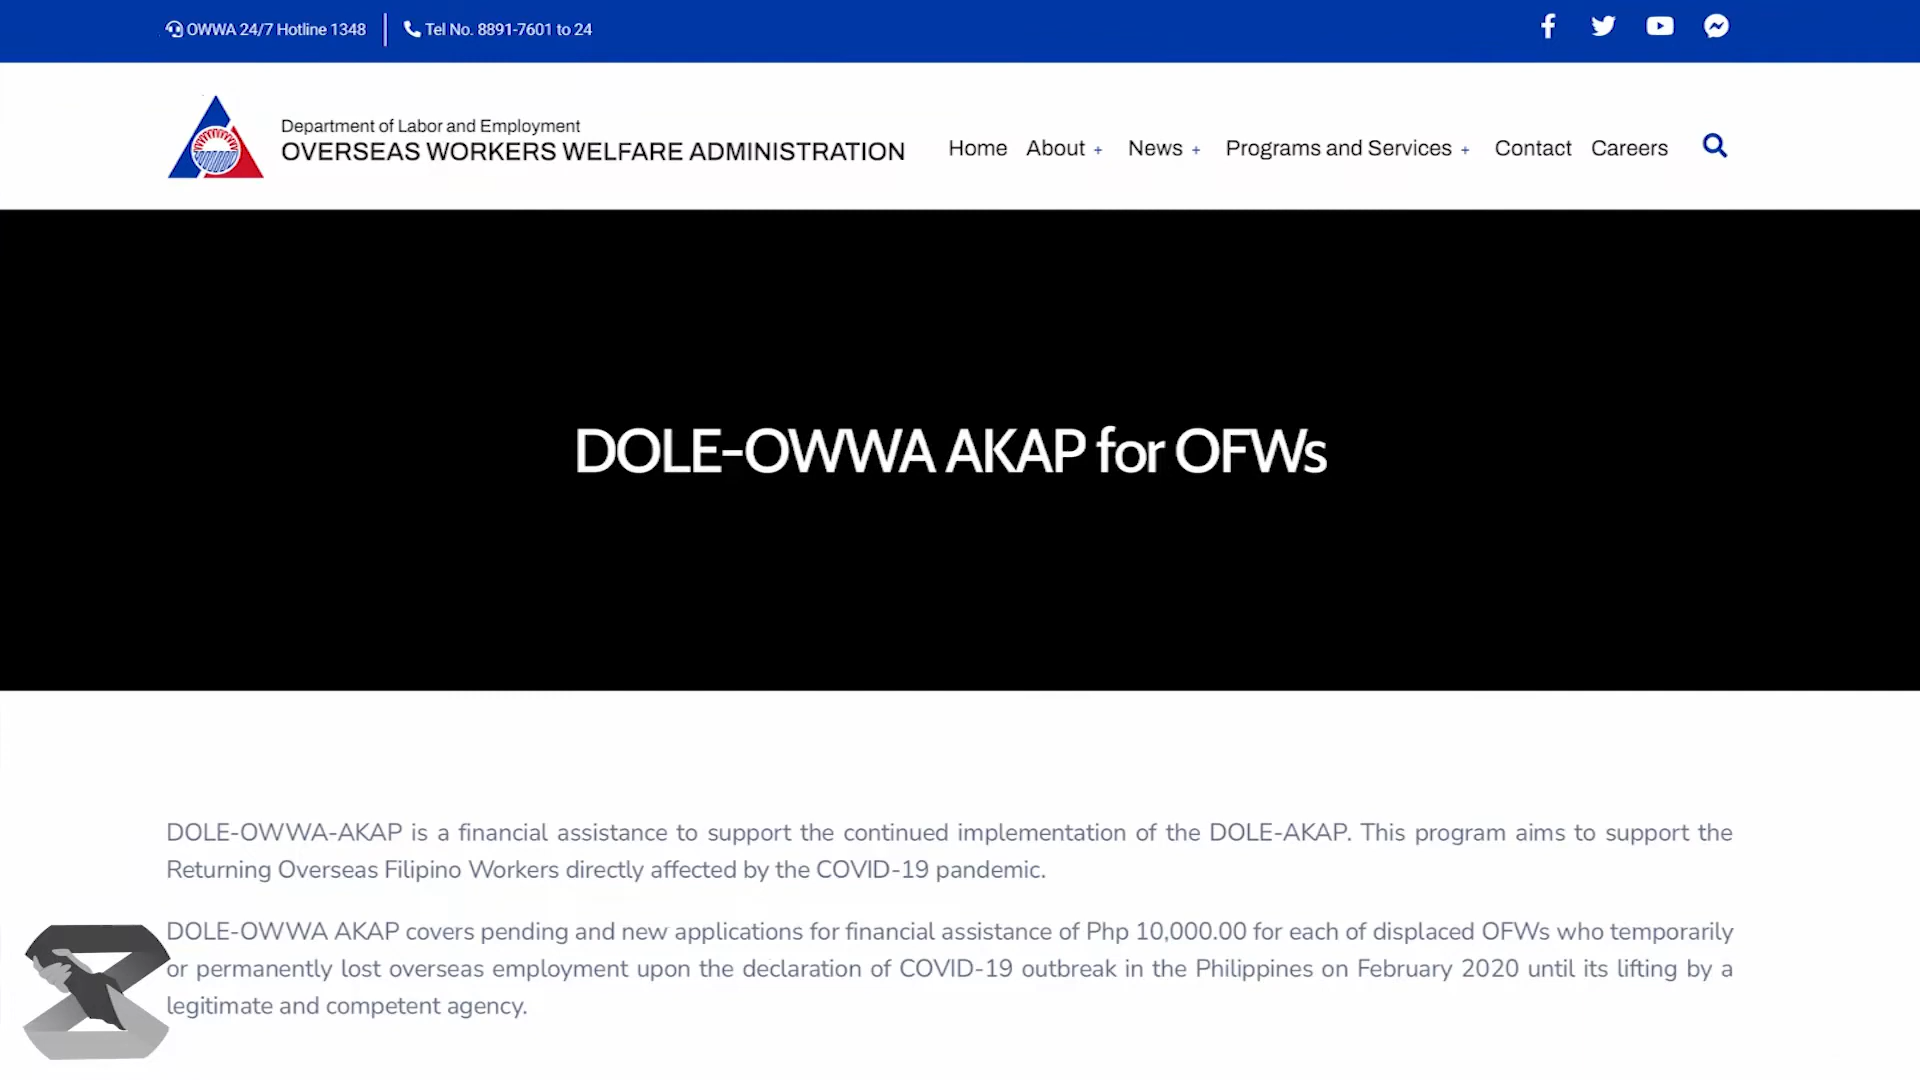 OWWA 24/7 Hotline 1348
Tel No. 8891-7601 to 24
Department of Labor and Employment
OVERSEAS WORKERS WELFARE ADMINISTRATION
Home About + News + Programs and Services + Contact Careers
DOLE-OWWA AKAP for OFWs
DOLE-OWWA-AKAP is a financial assistance to support the continued implementation of the DOLE-AKAP. This program aims to support the
Returning Overseas Filipino Workers directly affected by the COVID-19 pandemic.
DOLE-OWWA AKAP covers pending and new applications for financial assistance of Php 10,000.00 for each of displaced OFWs who temporarily
or permanently lost overseas employment upon the declaration of COVID-19 outbreak in the Philippines on February 2020 until its lifting by a
legitimate and competent agency.